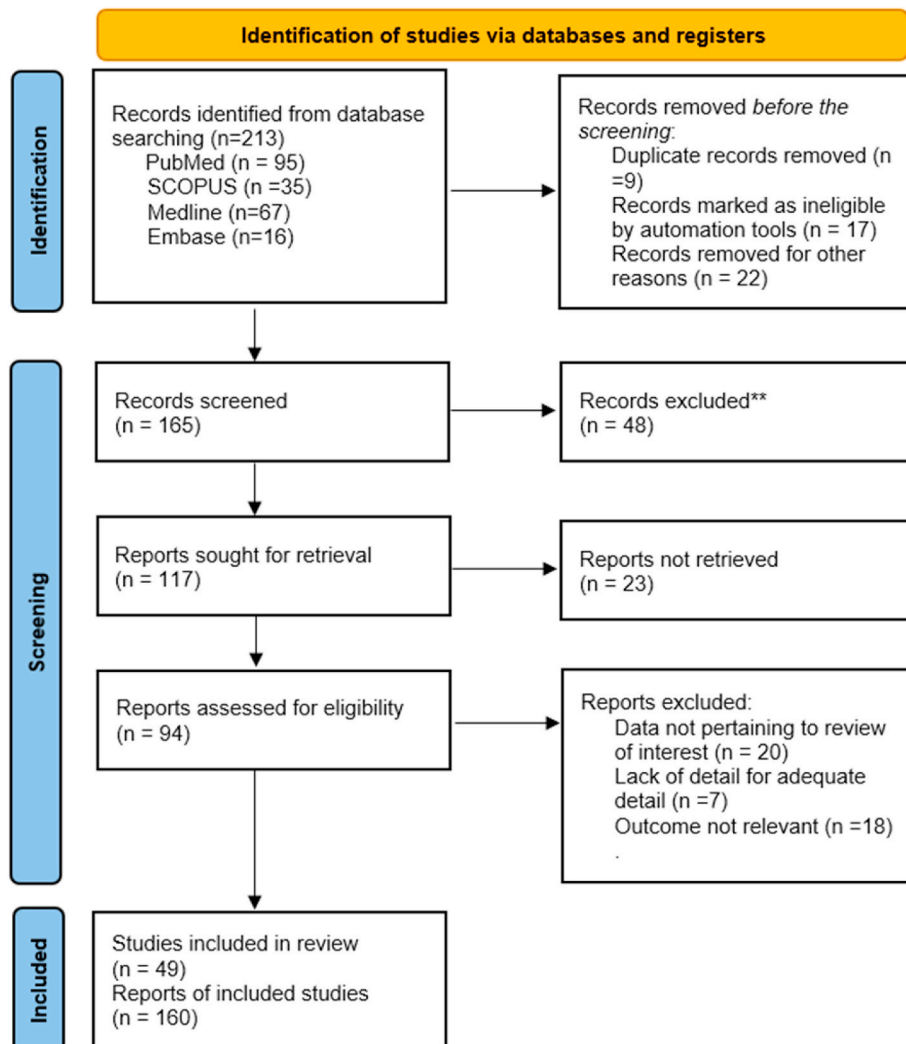 Identification of studies via databases and registers
Identification
Records identified from database
searching (n=213)
PubMed (n = 95)
SCOPUS (n =35)
Medline (n=67)
Embase (n=16)
Records removed before the
screening:
Duplicate records removed (n
=9)
Records marked as ineligible
by automation tools (n = 17)
Records removed for other
reasons (n = 22)
Screening
Records screened
(n = 165)
Records excluded**
(n = 48)
Reports sought for retrieval
(n = 117)
Reports not retrieved
(n = 23)
Reports assessed for eligibility
(n = 94)
Reports excluded:
Data not pertaining to review
of interest (n = 20)
Lack of detail for adequate
detail (n =7)
Outcome not relevant (n =18)
.
Included
Studies included in review
(n = 49)
Reports of included studies
(n = 160)